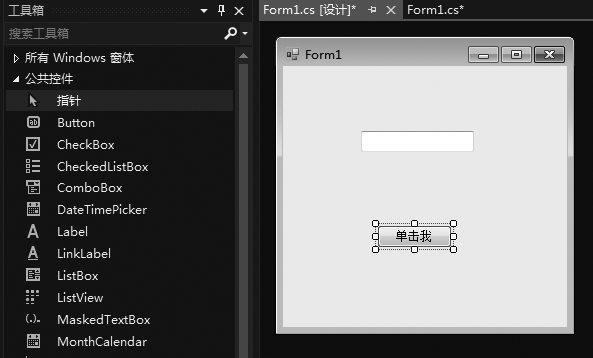 工具箱
搜索工具箱
所有 Windows 窗体
公共控件
指针
Button
CheckBox
CheckedListBox
ComboBox
DateTimePicker
Label
LinkLabel
ListBox
ListView
MaskedTextBox
MonthCalendar
Form1.cs [设计]*
Form1.cs*
Form1
单击我